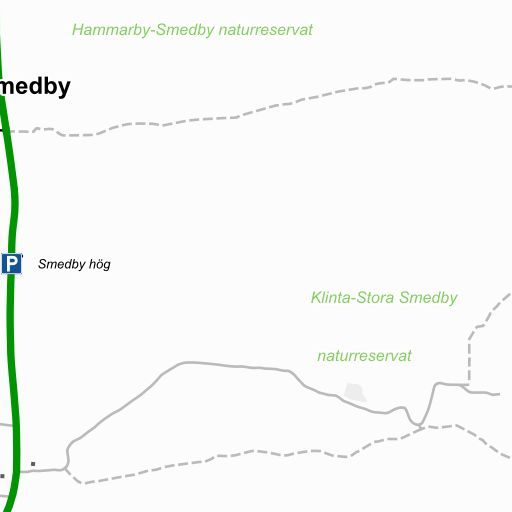 Hammarby-Smedby naturreservat
medby
P
Smedby hög
Klinta-Stora Smedby
naturreservat